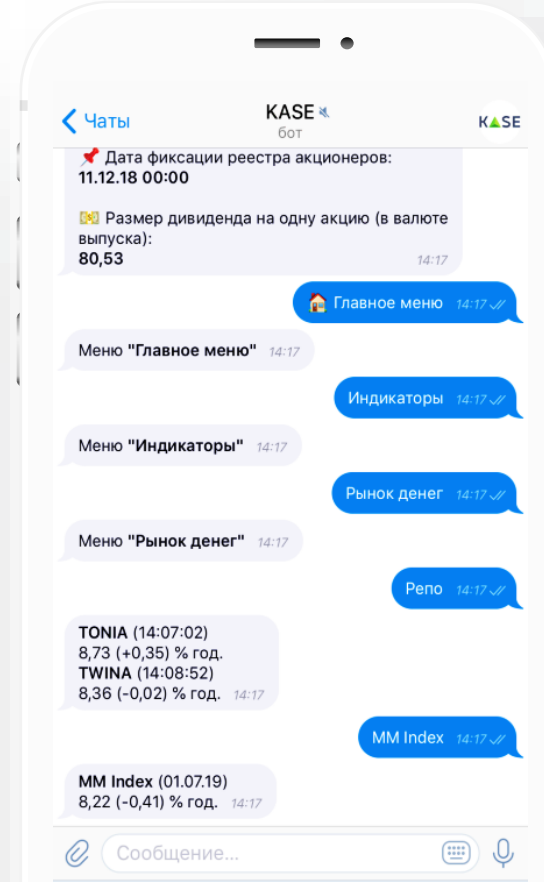 Чаты
KASE
бот
KASE
Дата фиксации реестра акционеров:
11.12.18 00:00
Размер дивиденда на одну акцию (в валюте
выпуска):
80,53 14:17
Главное меню 14:17
Меню "Главное меню" 14:17
Индикаторы 14:17
Меню "Индикаторы" 14:17
Рынок денег 14:17
Меню "Рынок денег" 14:17
Репо 14:17
TONIA (14:07:02)
8,73 (+0,35) % год.
TWINA (14:08:52)
8,36 (-0,02) % год. 14:17
MM Index 14:17
MM Index (01.07.19)
8,22 (-0,41) % год. 14:17
Сообщение...